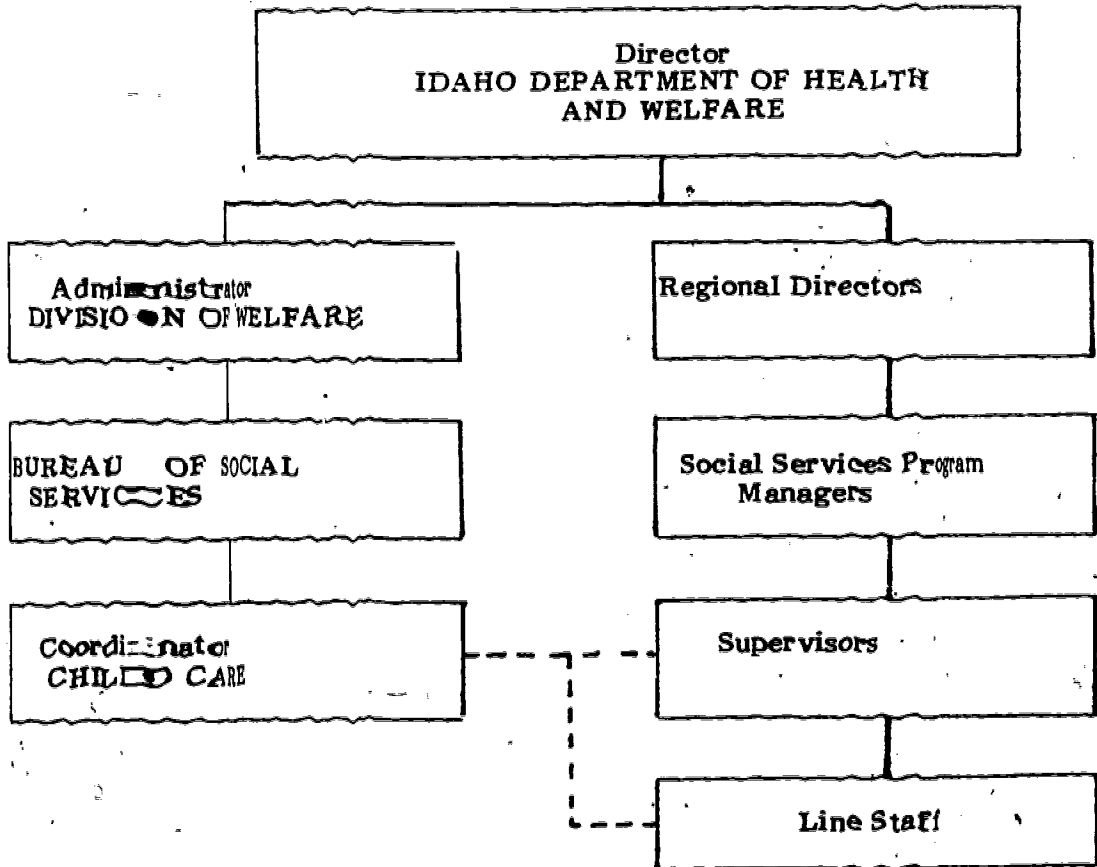 Director
IDAHO DEPARTMENT OF HEALTH
AND WELFARE
Administrator
DIVISION OF WELFARE
Regional Directors
BUREAU OF SOCIAL
SERVICES
Social Services Program
Managers
Coordinator
CHILD CARE
Supervisors
Line Staff